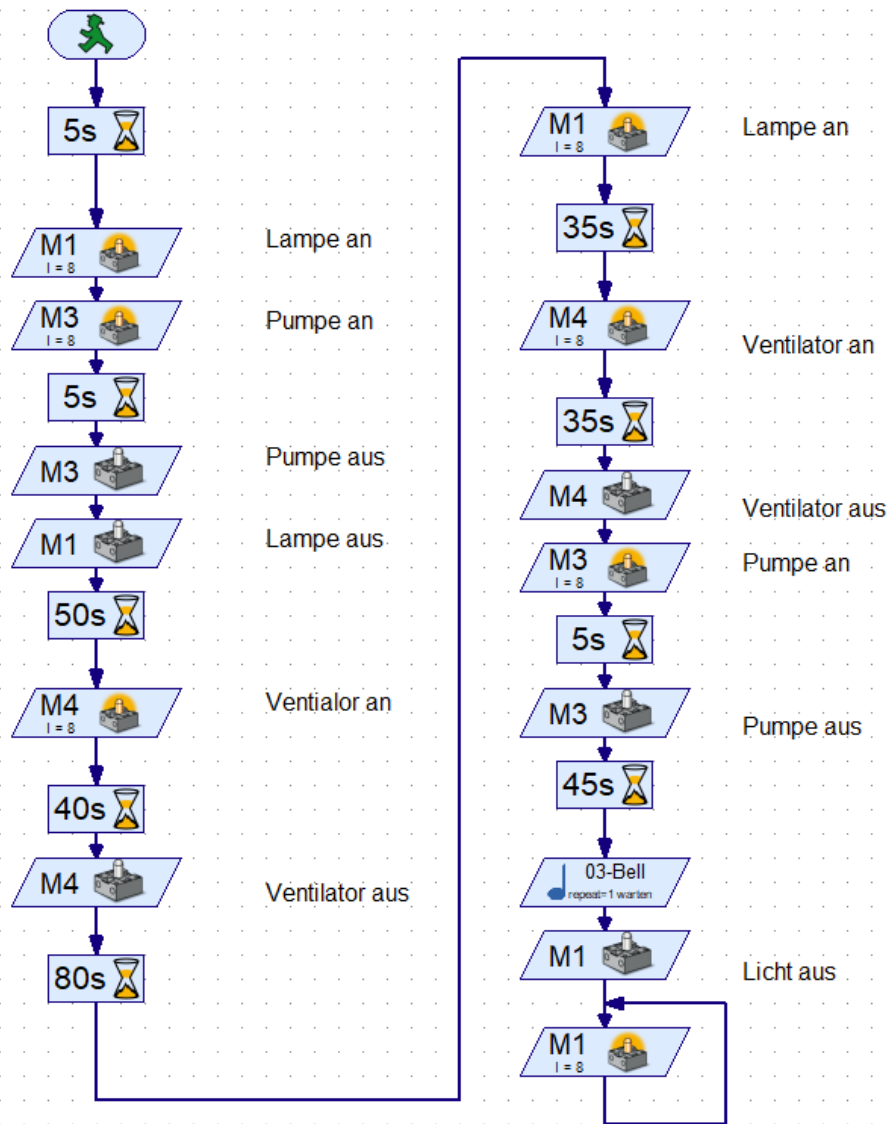 5s
M1
I = 8
Lampe an
M3
I = 8
Pumpe an
5s
M3
Pumpe aus
M1
Lampe aus
50s
M4
I = 8
Ventialor an
40s
M4
Ventilator aus
80s
M1
I = 8
Lampe an
35s
M4
I = 8
Ventilator an
35s
M4
Ventilator aus
M3
I = 8
Pumpe an
5s
M3
Pumpe aus
45s
03-Bell
repeat=1 warten
M1
Licht aus
M1
I = 8